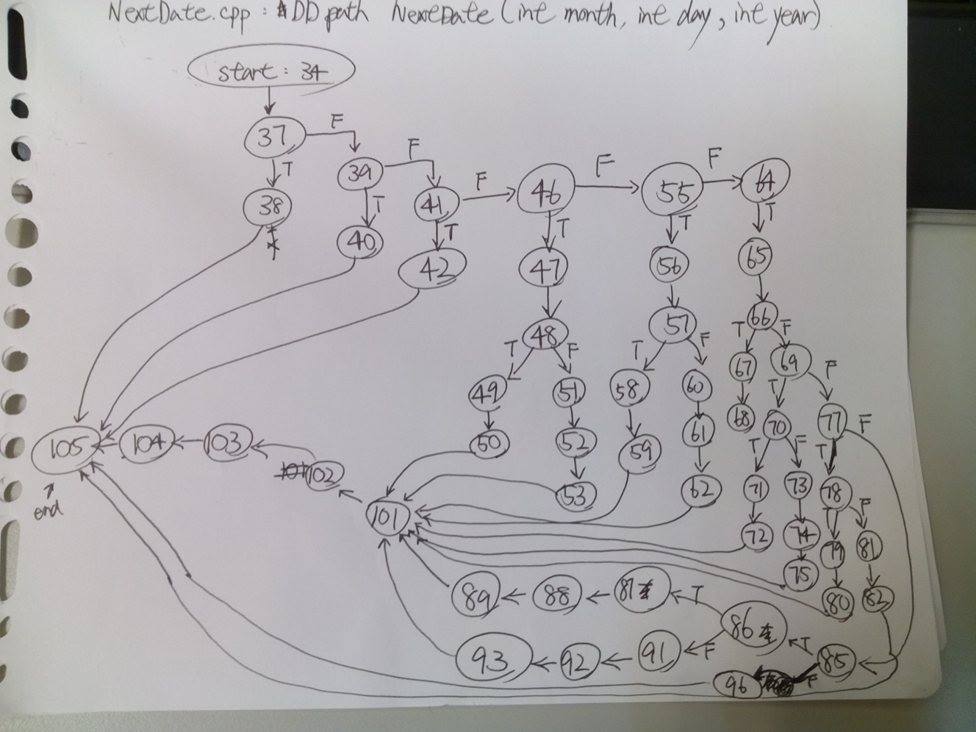 NextDate.cpp : DD path NextDate (int month, int day, int year)
start : 34
37 F
T 39 F
38 T 41 F 46 F 55 F 64
40 T T T T
42 47 56 65
48 57 66
T F T F T F
49 51 58 60 67 69 F
50 52 59 61 68 T 70 77 F
53 62 T F T
71 73 78 F
72 74 T 79 81
75 80 82
105 104 103 102
end
101
89 88 87 T 86 T 85
93 92 91 F
96 F